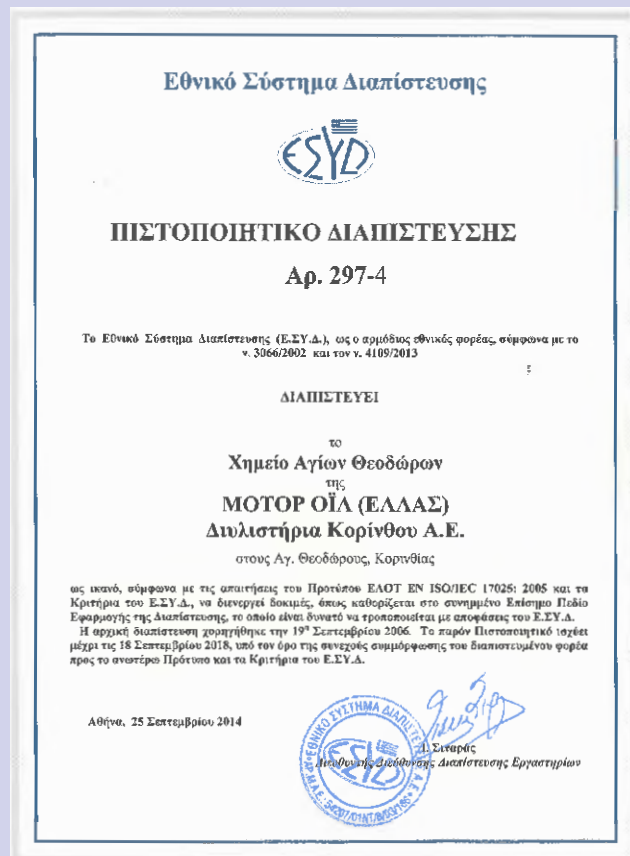 Εθνικό Σύστημα Διαπίστευσης
ESYD
ΠΙΣΤΟΠΟΙΗΤΙΚΟ ΔΙΑΠΙΣΤΕΥΣΗΣ
Αρ. 297-4
Το Εθνικό Σύστημα Διαπίστευσης (Ε.ΣΥ.Δ.), ως ο αρμόδιος εθνικός φορέας, σύμφωνα με το
ν. 3066/2002 και τον ν. 4109/2013
ΔΙΑΠΙΣΤΕΥΕΙ
το
Χημείο Αγίων Θεοδώρων
της
ΜΟΤΟΡ ΟΪΛ (ΕΛΛΑΣ)
Διυλιστήρια Κορίνθου Α.Ε.
στους Αγ. Θεοδώρους, Κορινθίας
ως ικανό, σύμφωνα με τις απαιτήσεις του Προτύπου ΕΛΟΤ EN ISO/IEC 17025: 2005 και τα
Κριτήρια του Ε.ΣΥ.Δ., να διενεργεί δοκιμές, όπως καθορίζεται στο συνημμένο Επίσημο Πεδίο
Εφαρμογής της Διαπίστευσης, το οποίο είναι δυνατό να τροποποιείται με αποφάσεις του Ε.ΣΥ.Δ.
Η αρχική διαπίστευση χορηγήθηκε την 19η Σεπτεμβρίου 2006. Το παρόν Πιστοποιητικό ισχύει
μέχρι τις 18 Σεπτεμβρίου 2018, υπό τον όρο της συνεχούς συμμόρφωσης του διαπιστευμένου φορέα
προς το ανωτέρω Πρότυπο και τα Κριτήρια του Ε.ΣΥ.Δ.
Αθήνα, 25 Σεπτεμβρίου 2014
Ι. Σιταράς
Διευθυντής Διεύθυνσης Διαπίστευσης Εργαστηρίων
ΕΘΝΙΚΟ ΣΥΣΤΗΜΑ
ESYD